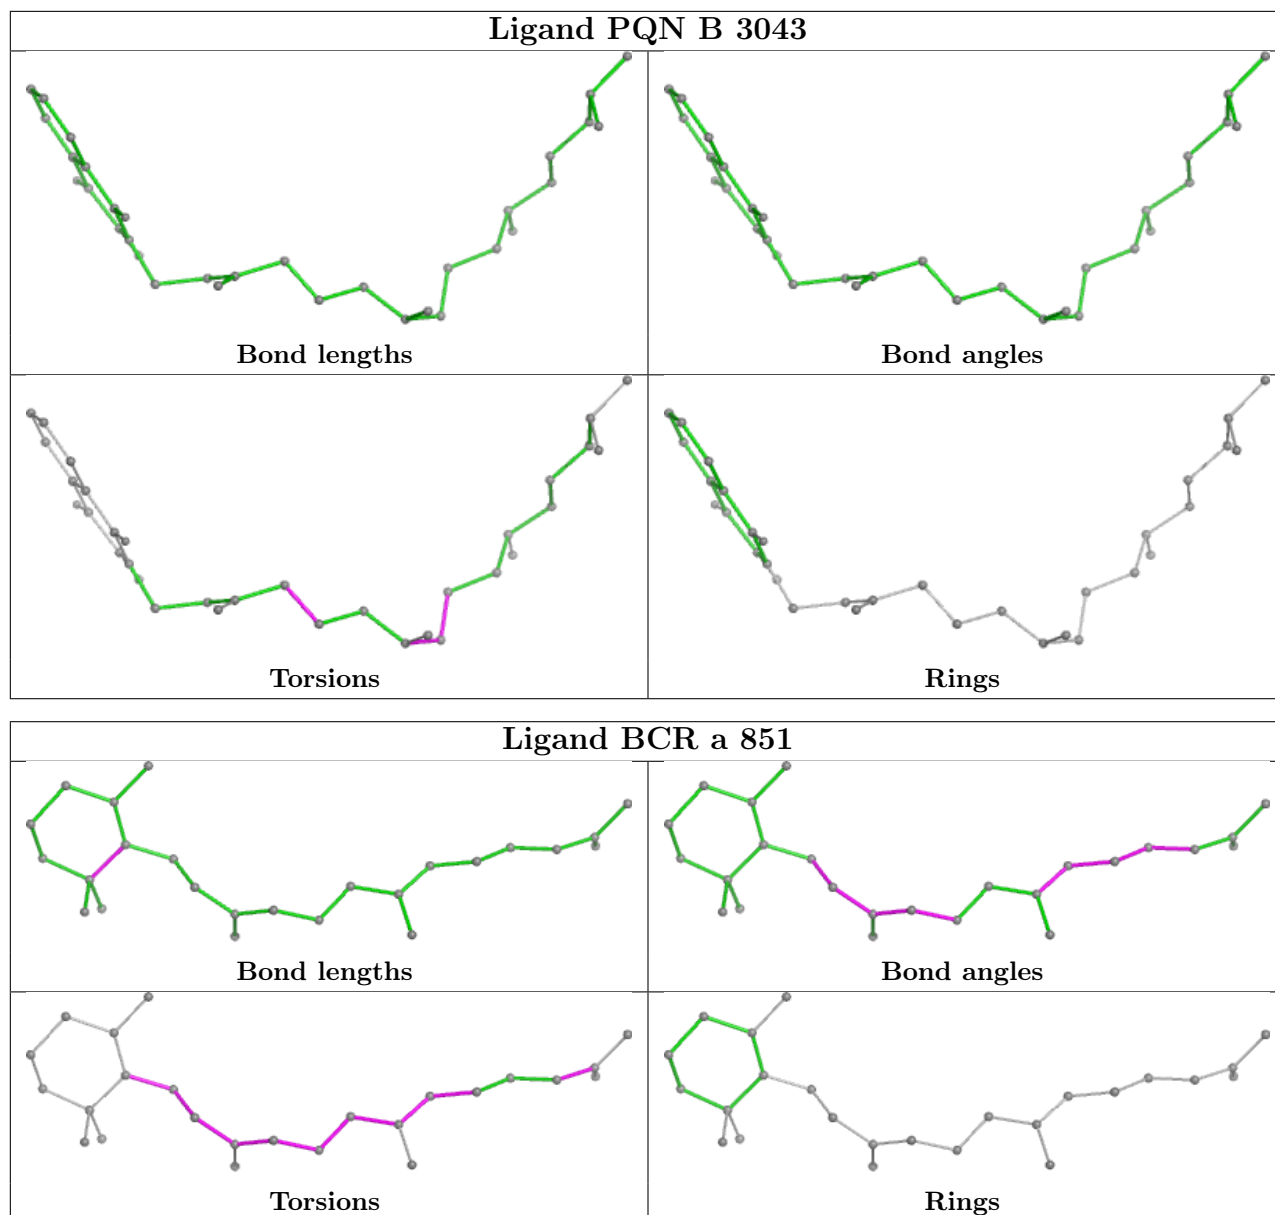 Ligand PQN B 3043
Bond lengths
Bond angles
Torsions
Rings
Ligand BCR a 851
Bond lengths
Bond angles
Torsions
Rings